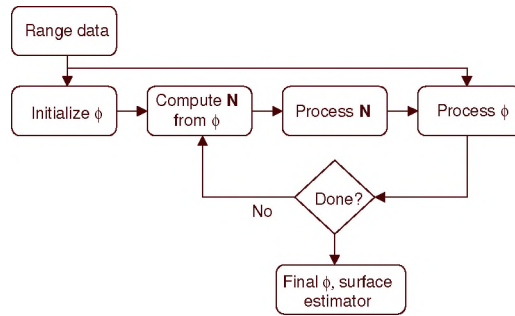 Range data
Initialize ϕ
Compute N
from ϕ
Process N
Process ϕ
Done?
No
Final ϕ, surface
estimator